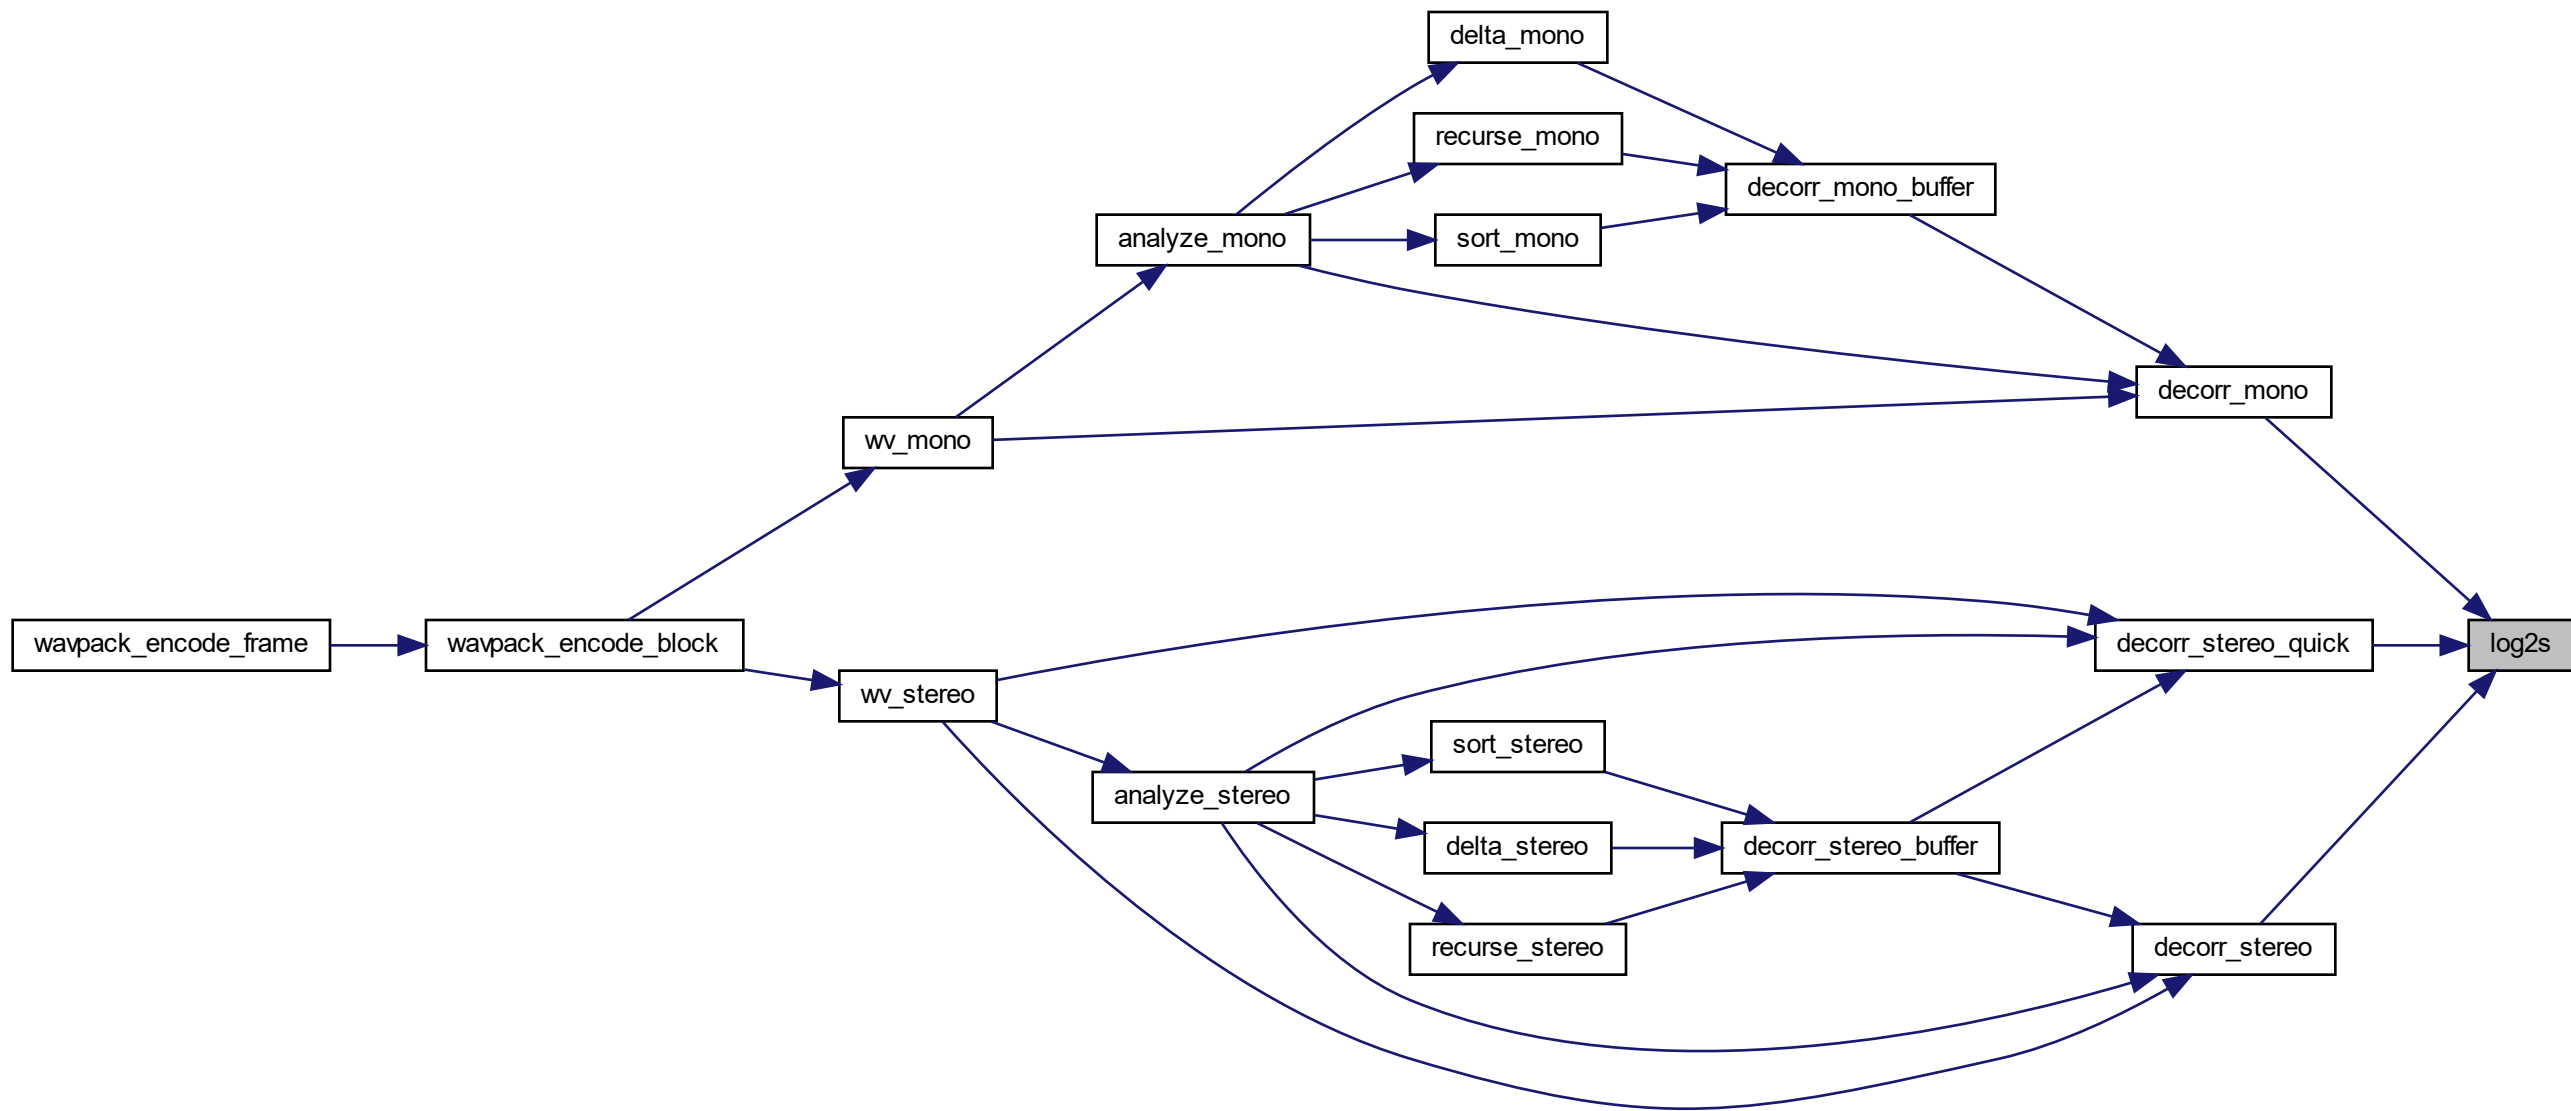 delta_mono
recurse_mono
decorr_mono_buffer
analyze_mono
sort_mono
decorr_mono
wv_mono
wavpack_encode_frame
wavpack_encode_block
decorr_stereo_quick
log2s
wv_stereo
sort_stereo
analyze_stereo
delta_stereo
decorr_stereo_buffer
recurse_stereo
decorr_stereo